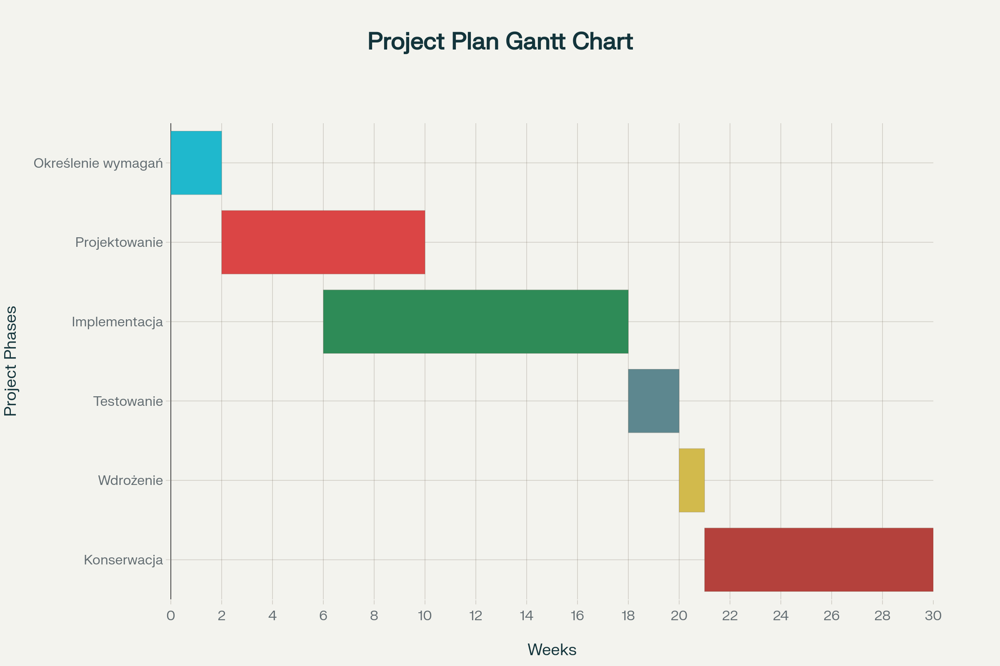 Project Plan Gantt Chart
Project Phases
Określenie wymagań
Projektowanie
Implementacja
Testowanie
Wdrożenie
Konserwacja
0 2 4 6 8 10 12 14 16 18 20 22 24 26 28 30
Weeks